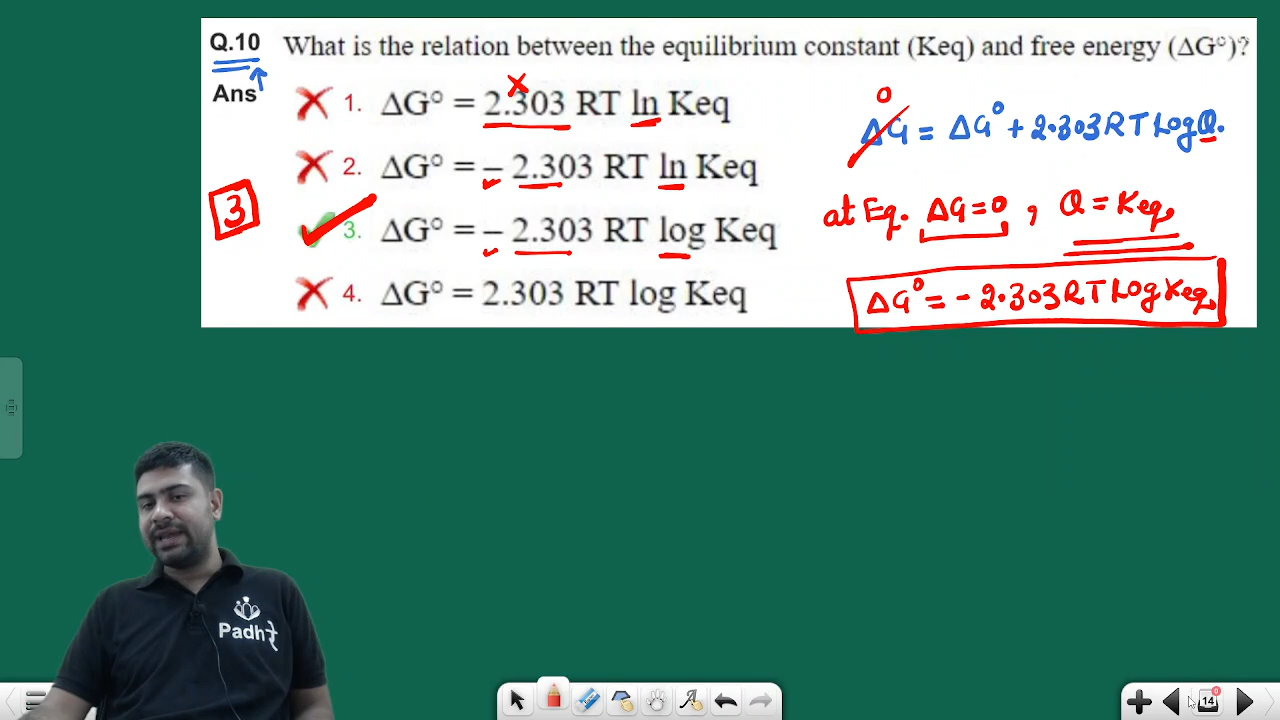 Q.10 What is the relation between the equilibrium constant (Keq) and free energy (ΔG°)?
Ans
1. ΔG° = 2.303 RT ln Keq
2. ΔG° = – 2.303 RT ln Keq
3. ΔG° = – 2.303 RT log Keq
4. ΔG° = 2.303 RT log Keq
3
0
ΔG = ΔG° + 2.303RT Log Q.
at Eq. ΔG=0 , Q = Keq.
ΔG° = - 2.303RT Log Keq.
Padhरे
14
0